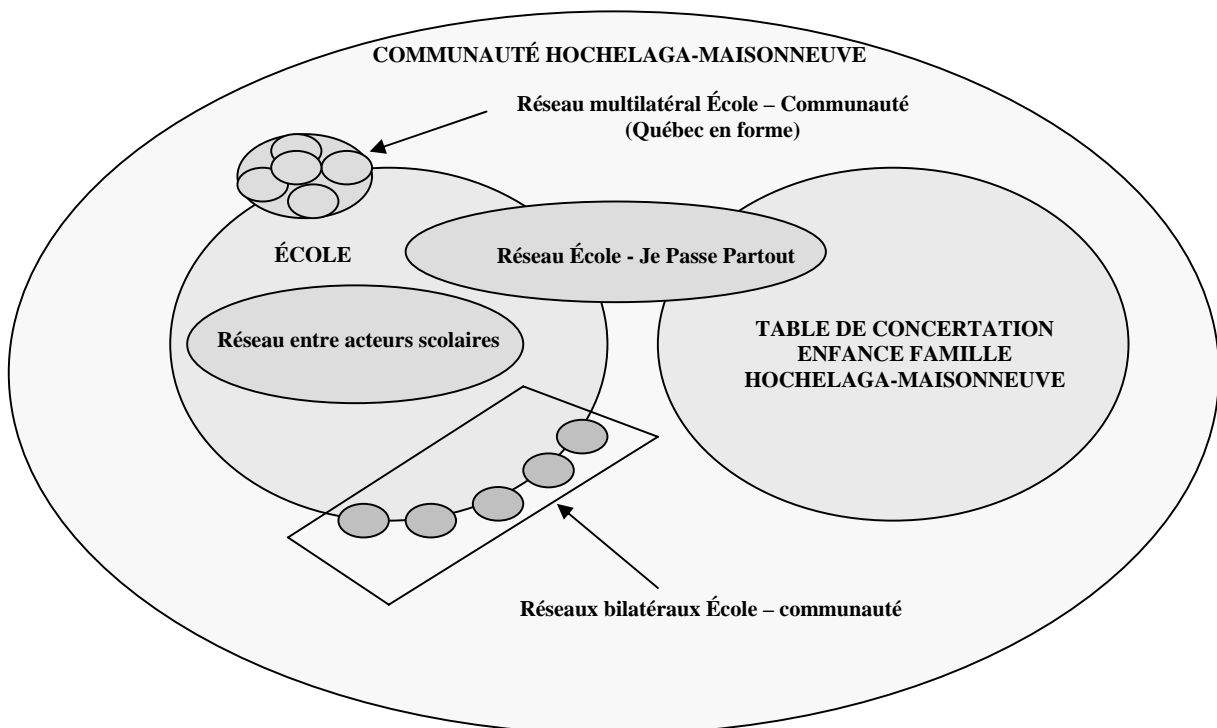 COMMUNAUTÉ HOCHELAGA-MAISONNEUVE
Réseau multilatéral École – Communauté
(Québec en forme)
ÉCOLE
Réseau École - Je Passe Partout
Réseau entre acteurs scolaires
TABLE DE CONCERTATION
ENFANCE FAMILLE
HOCHELAGA-MAISONNEUVE
Réseaux bilatéraux École – communauté